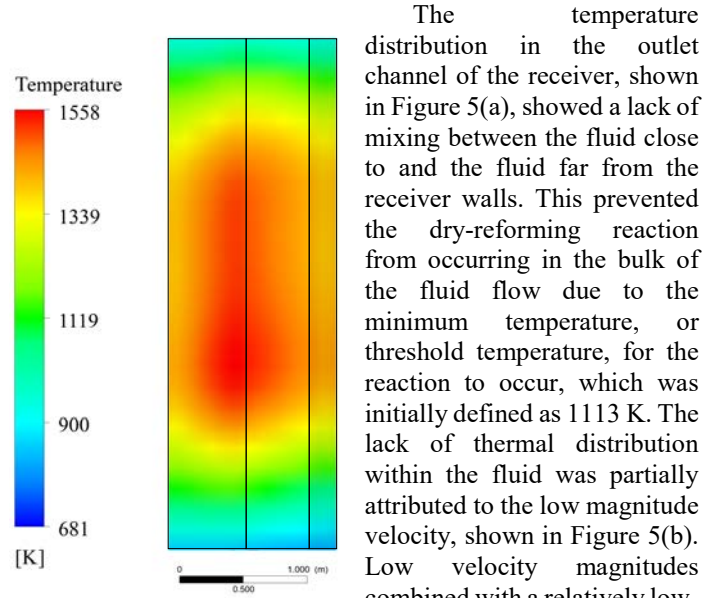 Temperature
1558
1339
1119
900
681
[K]
0
1.000 (m)
0.500
The temperature
distribution in the outlet
channel of the receiver, shown
in Figure 5(a), showed a lack of
mixing between the fluid close
to and the fluid far from the
receiver walls. This prevented
the dry-reforming reaction
from occurring in the bulk of
the fluid flow due to the
minimum temperature, or
threshold temperature, for the
reaction to occur, which was
initially defined as 1113 K. The
lack of thermal distribution
within the fluid was partially
attributed to the low magnitude
velocity, shown in Figure 5(b).
Low velocity magnitudes
combined with a relatively low